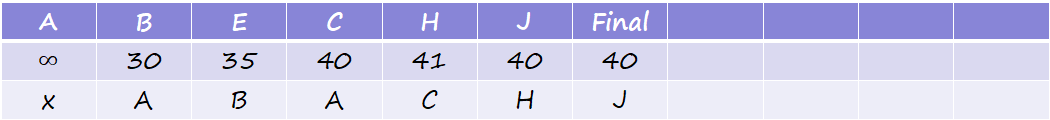 A B E C H J Final
∞ 30 35 40 41 40 40
x A B A C H J